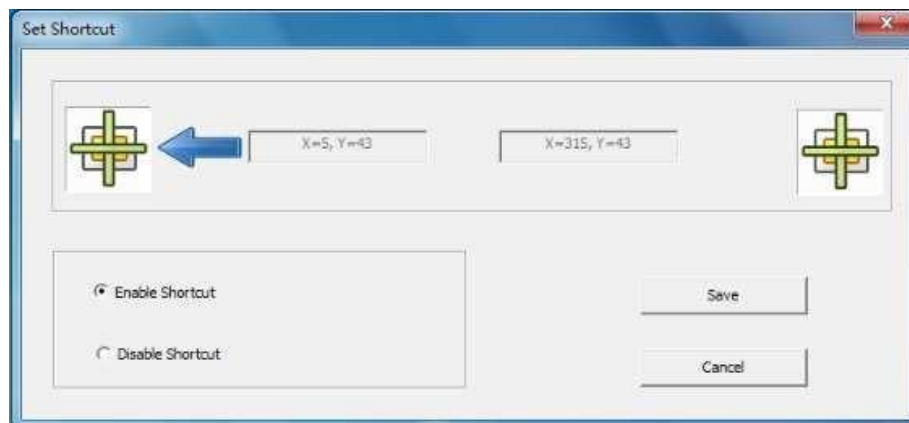 Set Shortcut
X=5, Y=43
X=315, Y=43
Enable Shortcut
Save
Disable Shortcut
Cancel